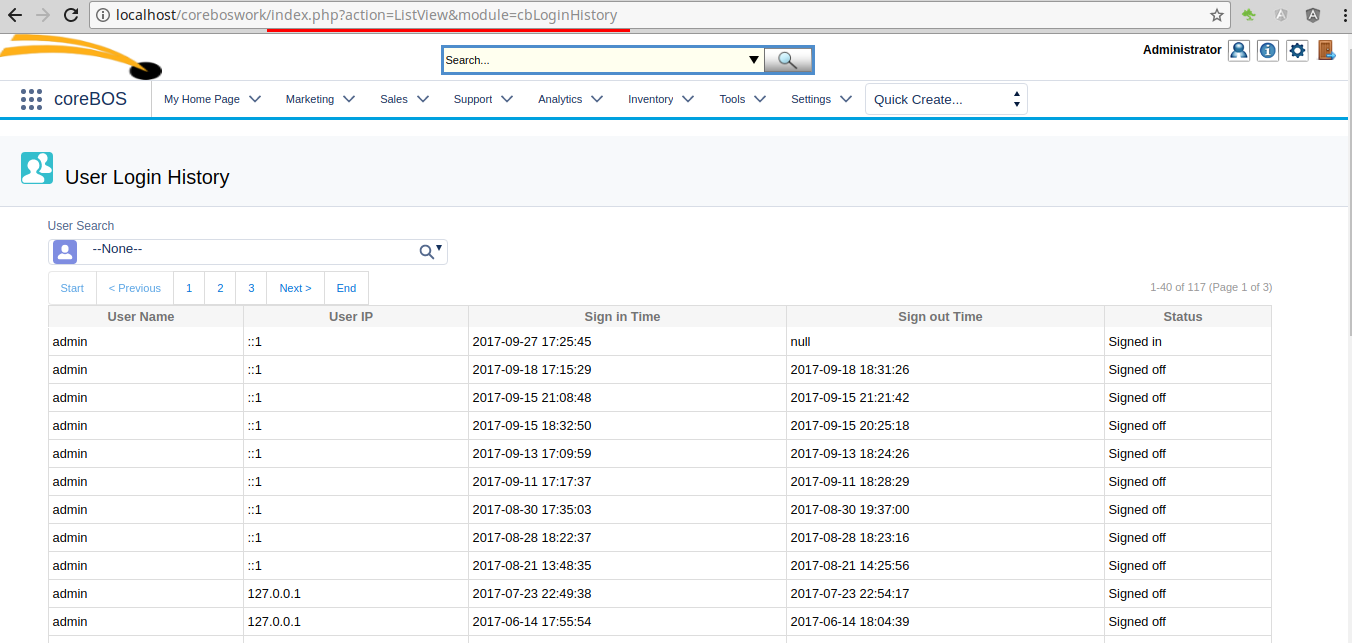 localhost/coreboswork/index.php?action=ListView&module=cbLoginHistory
Administrator
Search...
coreBOS My Home Page Marketing Sales Support Analytics Inventory Tools Settings Quick Create...
User Login History
User Search
--None--
Start < Previous 1 2 3 Next > End 1-40 of 117 (Page 1 of 3)
User Name User IP Sign in Time Sign out Time Status
admin ::1 2017-09-27 17:25:45 null Signed in
admin ::1 2017-09-18 17:15:29 2017-09-18 18:31:26 Signed off
admin ::1 2017-09-15 21:08:48 2017-09-15 21:21:42 Signed off
admin ::1 2017-09-15 18:32:50 2017-09-15 20:25:18 Signed off
admin ::1 2017-09-13 17:09:59 2017-09-13 18:24:26 Signed off
admin ::1 2017-09-11 17:17:37 2017-09-11 18:28:29 Signed off
admin ::1 2017-08-30 17:35:03 2017-08-30 19:37:00 Signed off
admin ::1 2017-08-28 18:22:37 2017-08-28 18:23:16 Signed off
admin ::1 2017-08-21 13:48:35 2017-08-21 14:25:56 Signed off
admin 127.0.0.1 2017-07-23 22:49:38 2017-07-23 22:54:17 Signed off
admin 127.0.0.1 2017-06-14 17:55:54 2017-06-14 18:04:39 Signed off